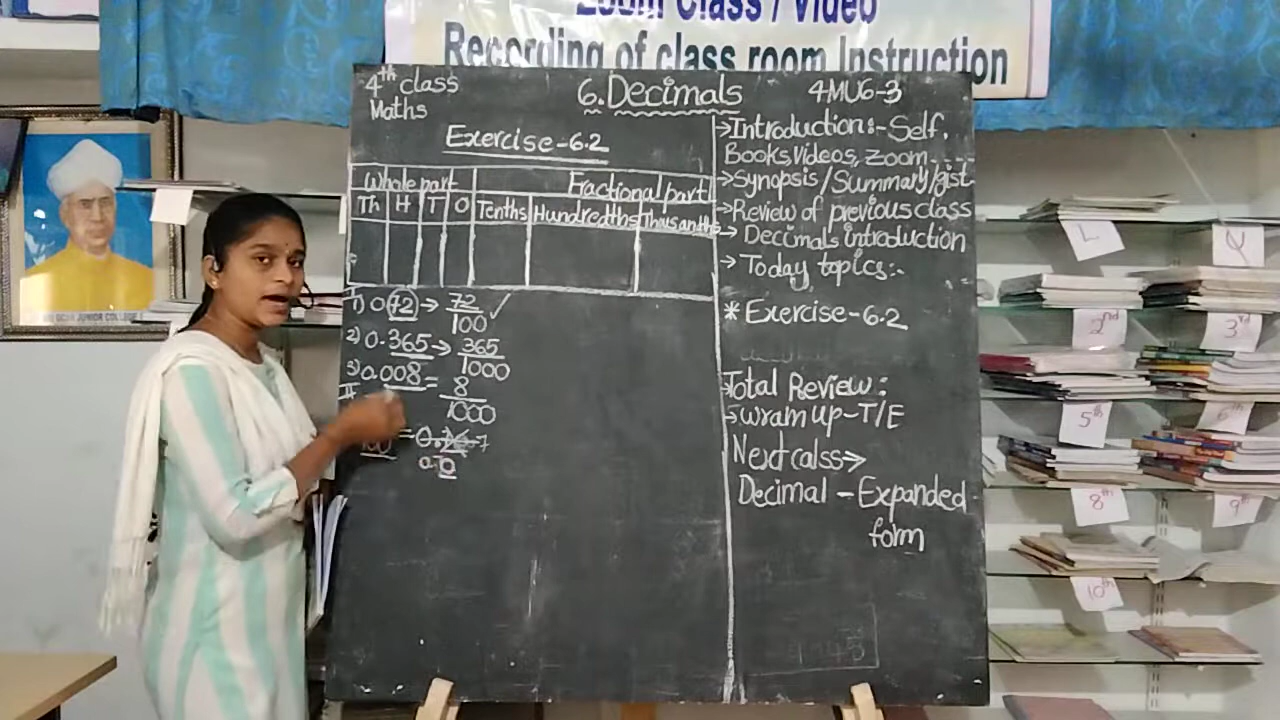 Zoom Class / Video
Recording of class room Instruction
4th class
Maths
6.Decimals
4MU6-3
Exercise-6.2
Whole part
Fractional part
Th H T O Tenths Hundredths Thousandths
1) 0.72 → 72/100 ✓
2) 0.365 → 365/1000
3) 0.008 = 8/1000
II
→ Introduction:-Self.
Books, Videos, Zoom----
→ Synopsis/Summary/gist-
→ Review of previous class
→ Decimals introduction
→ Today topics:-
* Exercise-6.2
Total Review:
→ Wram up-T/E
Next calss→
Decimal - Expanded
form
L
2nd
3rd
5th
6th
8th
9th
10th